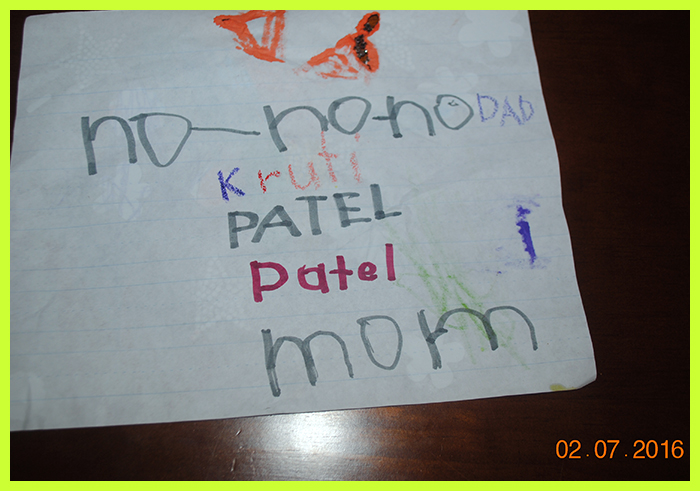 no-no-no DAD
Kruti
PATEL
Patel
i
mom
02.07.2016